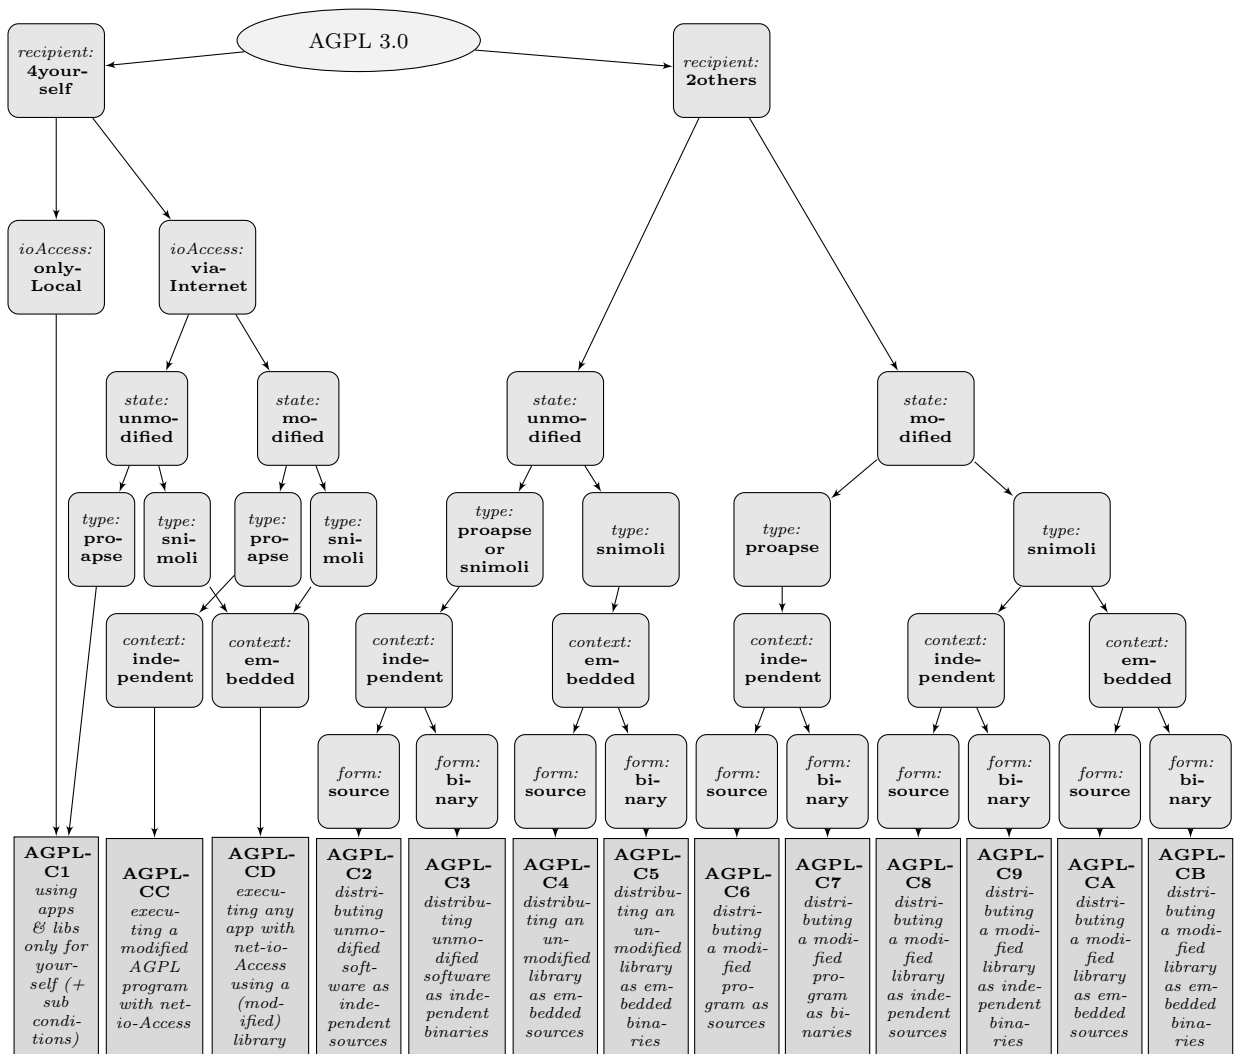 AGPL 3.0
recipient:
4your-
self
recipient:
2others
ioAccess:
only-
Local
ioAccess:
via-
Internet
state:
unmo-
dified
state:
mo-
dified
state:
unmo-
dified
state:
mo-
dified
type:
pro-
apse
type:
sni-
moli
type:
pro-
apse
type:
sni-
moli
type:
proapse
or
snimoli
type:
snimoli
type:
proapse
type:
snimoli
context:
inde-
pendent
context:
em-
bedded
context:
inde-
pendent
context:
em-
bedded
context:
inde-
pendent
context:
inde-
pendent
context:
em-
bedded
form:
source
form:
bi-
nary
form:
source
form:
bi-
nary
form:
source
form:
bi-
nary
form:
source
form:
bi-
nary
form:
source
form:
bi-
nary
AGPL-
C1
using
apps
& libs
only for
your-
self (+
sub
condi-
tions)
AGPL-
CC
execu-
ting a
modified
AGPL
program
with net-
io-Access
AGPL-
CD
execu-
ting any
app with
net-io-
Access
using a
(mod-
ified)
library
AGPL-
C2
distri-
buting
unmo-
dified
soft-
ware as
inde-
pendent
sources
AGPL-
C3
distribu-
ting
unmo-
dified
software
as inde-
pendent
binaries
AGPL-
C4
distribu-
ting an
un-
modified
library
as em-
bedded
sources
AGPL-
C5
distribu-
ting an
un-
modified
library
as em-
bedded
bina-
ries
AGPL-
C6
distri-
buting
a modi-
fied
pro-
gram as
sources
AGPL-
C7
distri-
buting
a modi-
fied
pro-
gram
as bi-
naries
AGPL-
C8
distri-
buting
a modi-
fied
library
as inde-
pendent
sources
AGPL-
C9
distri-
buting
a modi-
fied
library
as inde-
pendent
bina-
ries
AGPL-
CA
distri-
buting
a modi-
fied
library
as em-
bedded
sources
AGPL-
CB
distri-
buting
a modi-
fied
library
as em-
bedded
bina-
ries